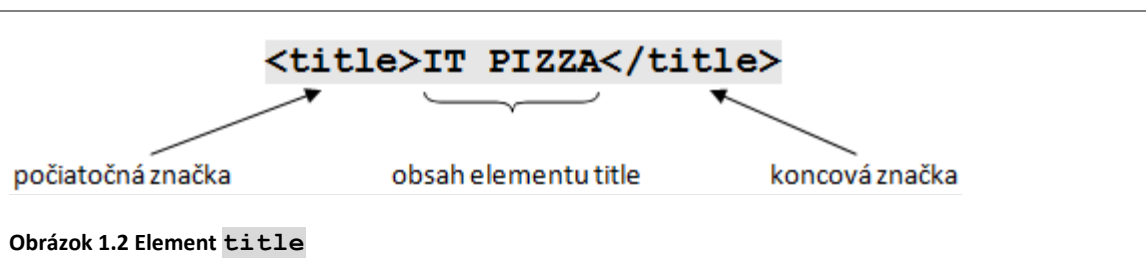 <title>IT PIZZA</title>
počiatočná značka obsah elementu title koncová značka
Obrázok 1.2 Element title